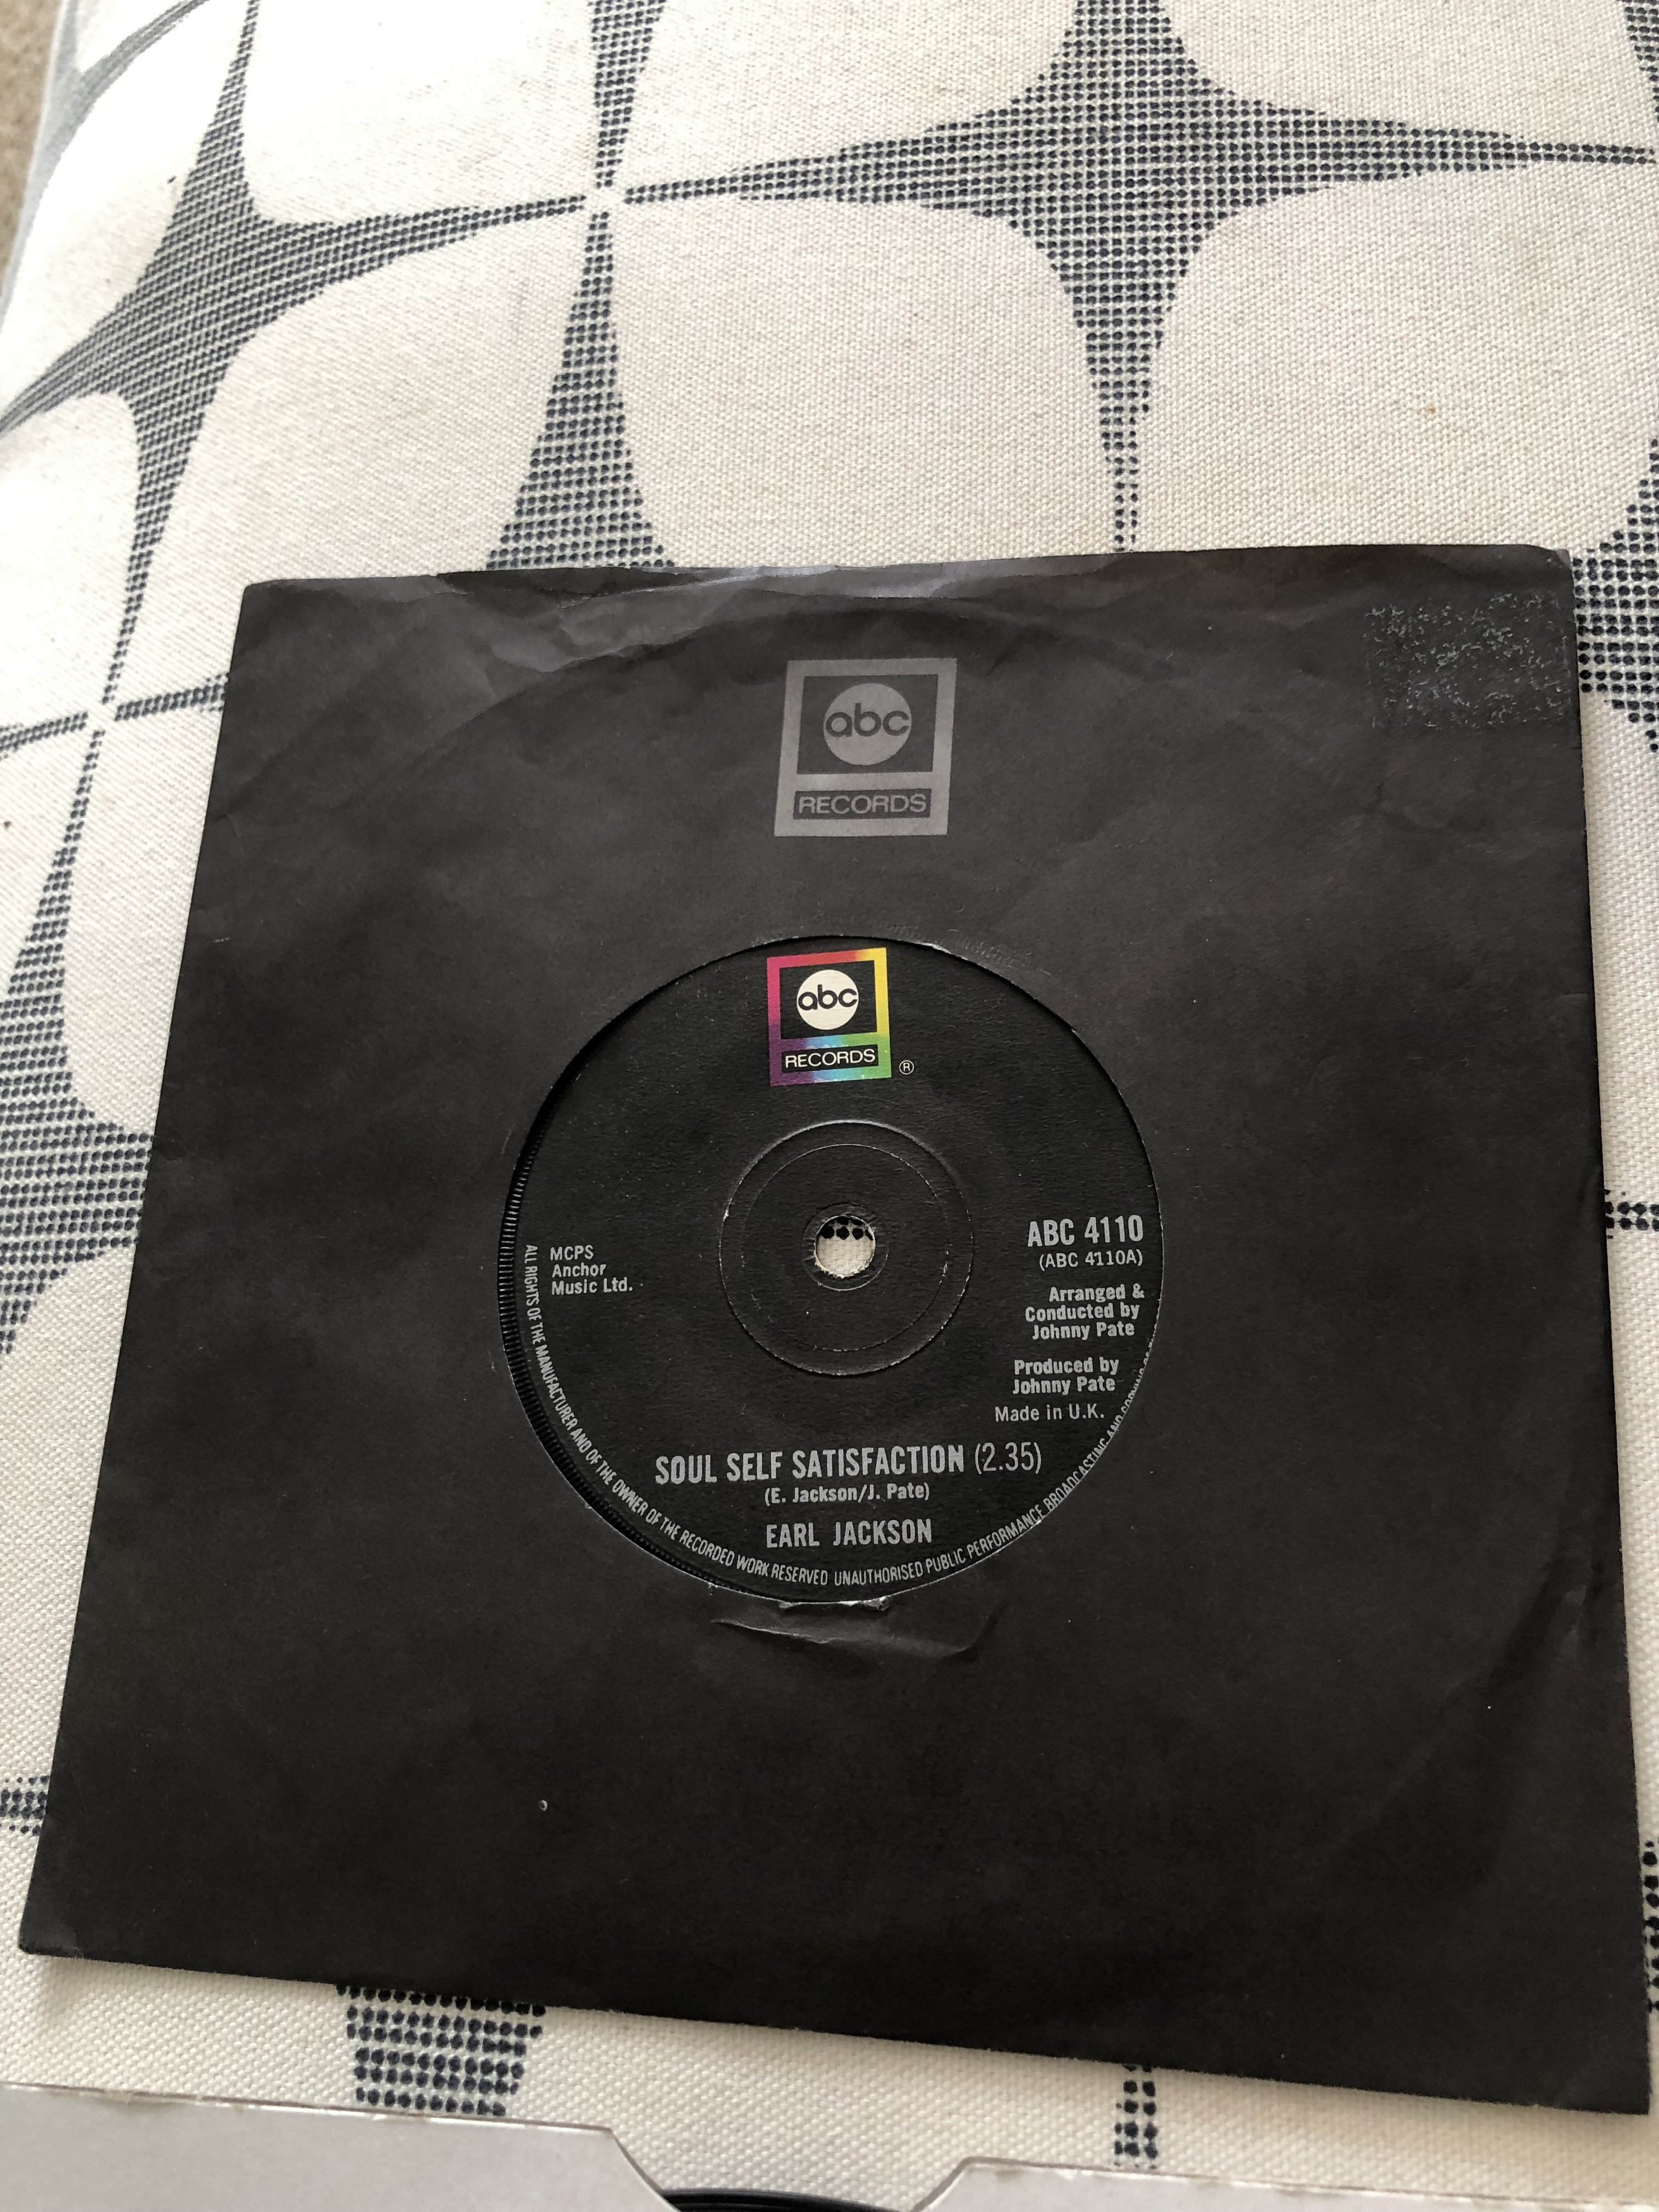 abc
RECORDS
abc
RECORDS
®
MCPS
Anchor
Music Ltd.
ABC 4110
(ABC 4110A)
Arranged &
Conducted by
Johnny Pate
Produced by
Johnny Pate
Made in U.K.
SOUL SELF SATISFACTION (2.35)
(E. Jackson/J. Pate)
EARL JACKSON
ALL RIGHTS OF THE MANUFACTURER AND OF THE OWNER OF THE RECORDED WORK RESERVED UNAUTHORISED PUBLIC PERFORMANCE BROADCASTING AND COPYING